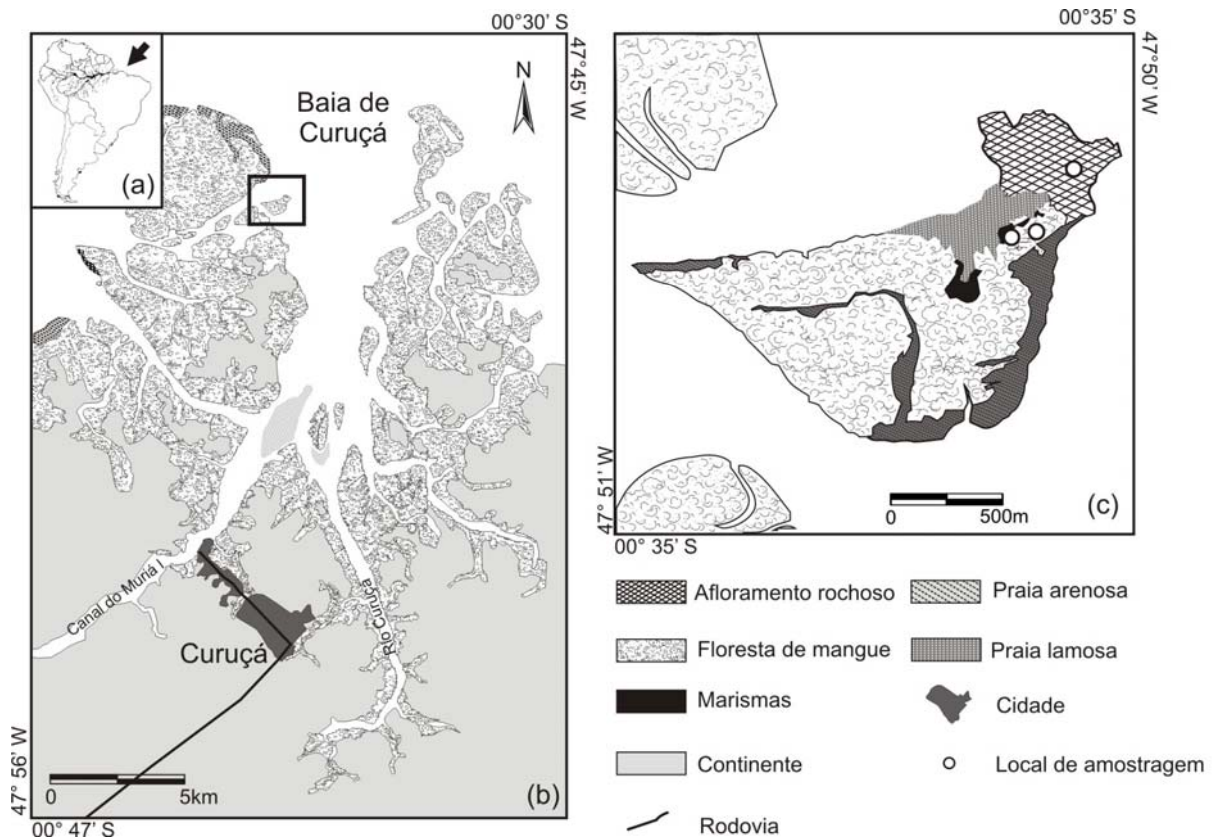 00°30' S
47°45' W
(a)
Baia de
Curuçá
N
Canal do Muriá I
Curuçá
Rio Curuçá
47° 56' W
0 5km
(b)
00°47' S
00°35' S
47°50' W
47° 51' W
0 500m
(c)
00° 35' S
Afloramento rochoso
Praia arenosa
Floresta de mangue
Praia lamosa
Marismas
Cidade
Continente
Local de amostragem
Rodovia